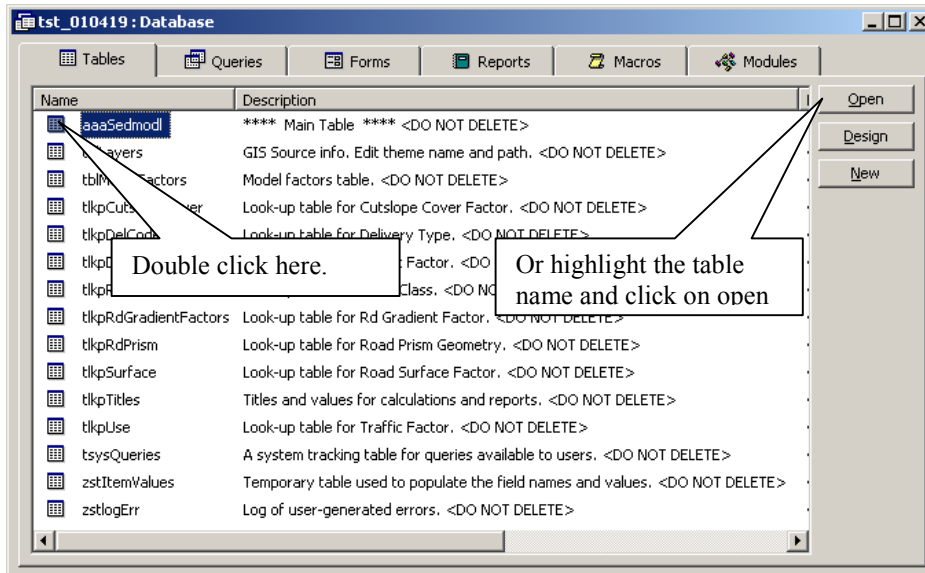 tst_010419 : Database
Tables Queries Forms Reports Macros Modules
Name Description
Open
Design
New
aaaSedmodl **** Main Table **** <DO NOT DELETE>
GIS Source info. Edit theme name and path. <DO NOT DELETE>
Model factors table. <DO NOT DELETE>
Look-up table for Cutslope Cover Factor. <DO NOT DELETE>
Look-up table for Delivery Type. <DO NOT DELETE>
Factor. <DO
Class. <DO NO
tlkpRdGradientFactors Look-up table for Rd Gradient Factor. <DO NOT DELETE>
tlkpRdPrism Look-up table for Road Prism Geometry. <DO NOT DELETE>
tlkpSurface Look-up table for Road Surface Factor. <DO NOT DELETE>
tlkpTitles Titles and values for calculations and reports. <DO NOT DELETE>
tlkpUse Look-up table for Traffic Factor. <DO NOT DELETE>
tsysQueries A system tracking table for queries available to users. <DO NOT DELETE>
zstItemValues Temporary table used to populate the field names and values. <DO NOT DELETE>
zstlogErr Log of user-generated errors. <DO NOT DELETE>
Double click here.
Or highlight the table
name and click on open